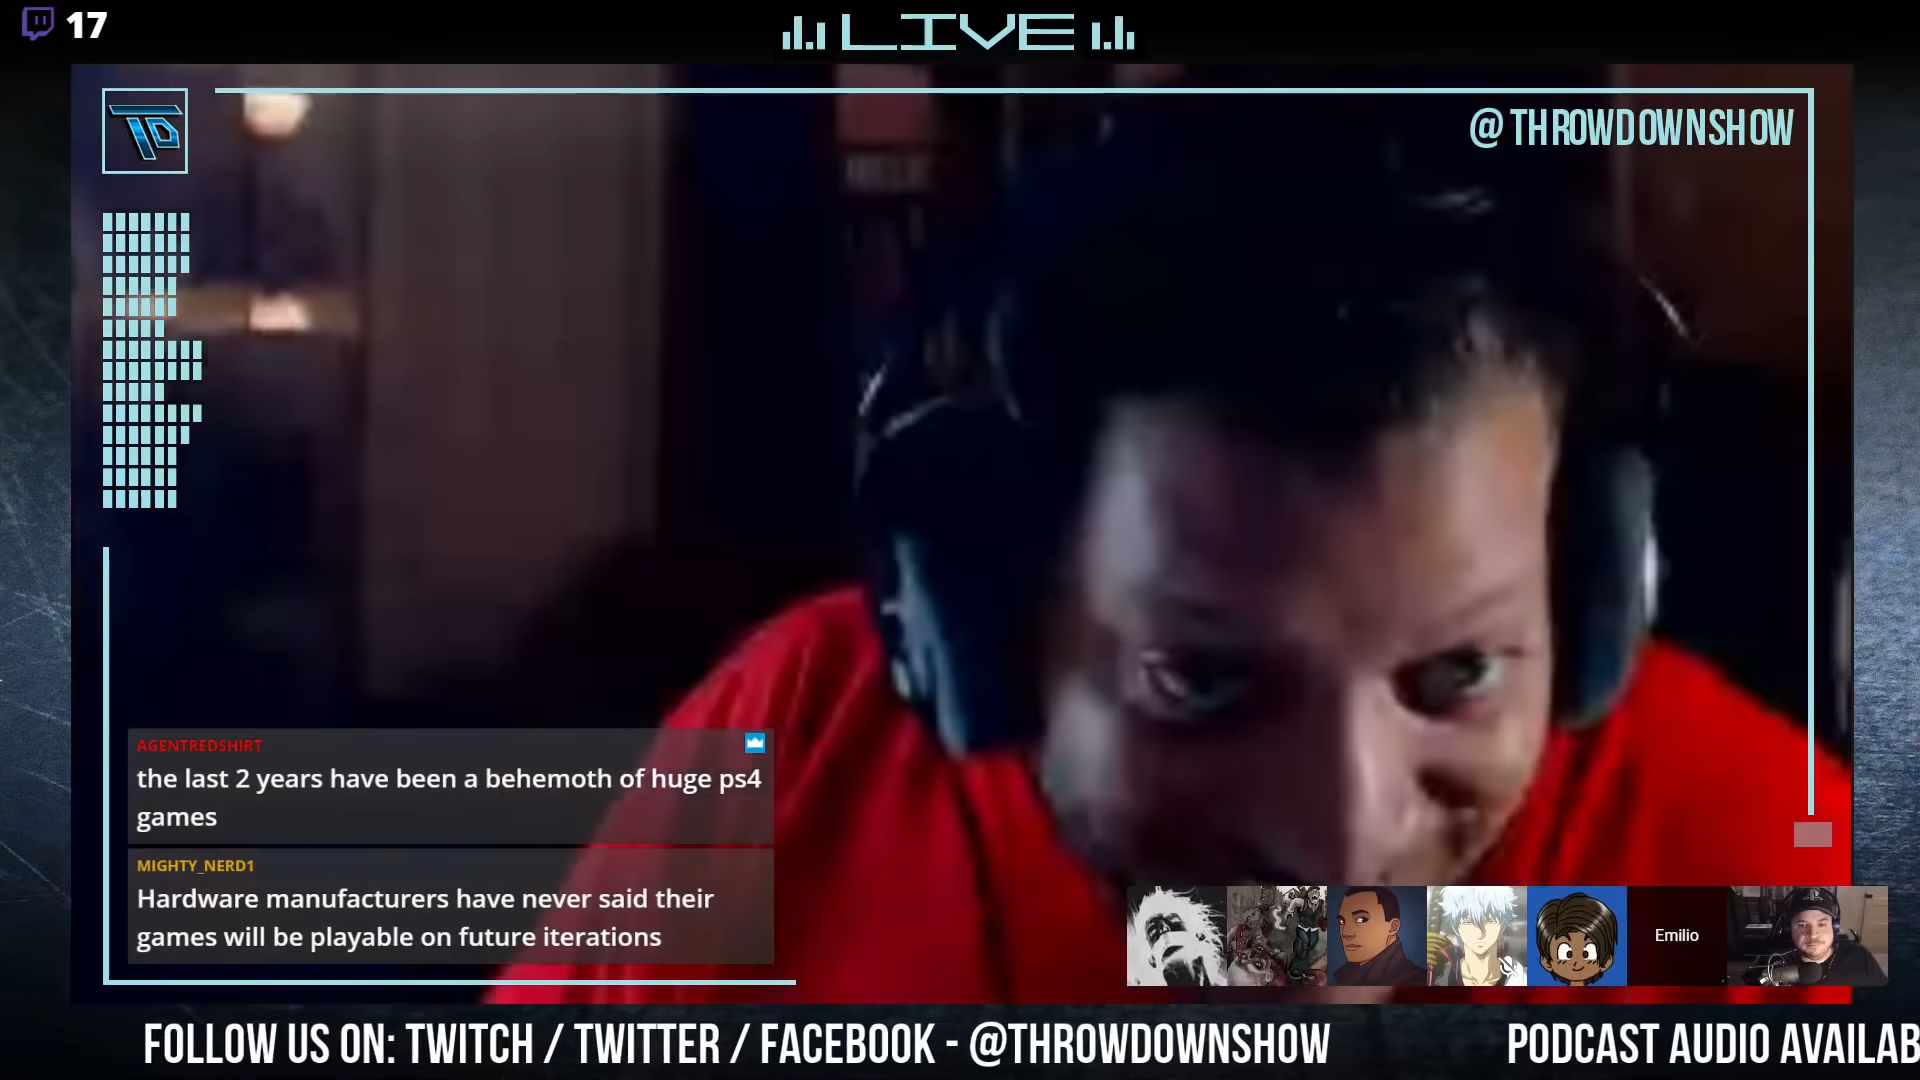 17
LIVE
TD
@THROWDOWNSHOW
AGENTREDSHIRT
the last 2 years have been a behemoth of huge ps4
games
MIGHTY_NERD1
Hardware manufacturers have never said their
games will be playable on future iterations
Emilio
FOLLOW US ON: TWITCH / TWITTER / FACEBOOK - @THROWDOWNSHOW
PODCAST AUDIO AVAILAB